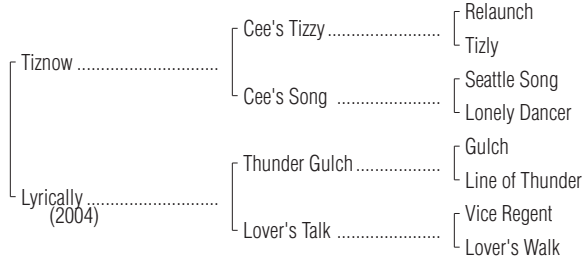 Relaunch
Cee's Tizzy ........................
Tizly
Tiznow ..............................
Seattle Song
Cee's Song ......................
Lonely Dancer
Gulch
Thunder Gulch ..................
Line of Thunder
Lyrically ............................
(2004)
Vice Regent
Lover's Talk ......................
Lover's Walk